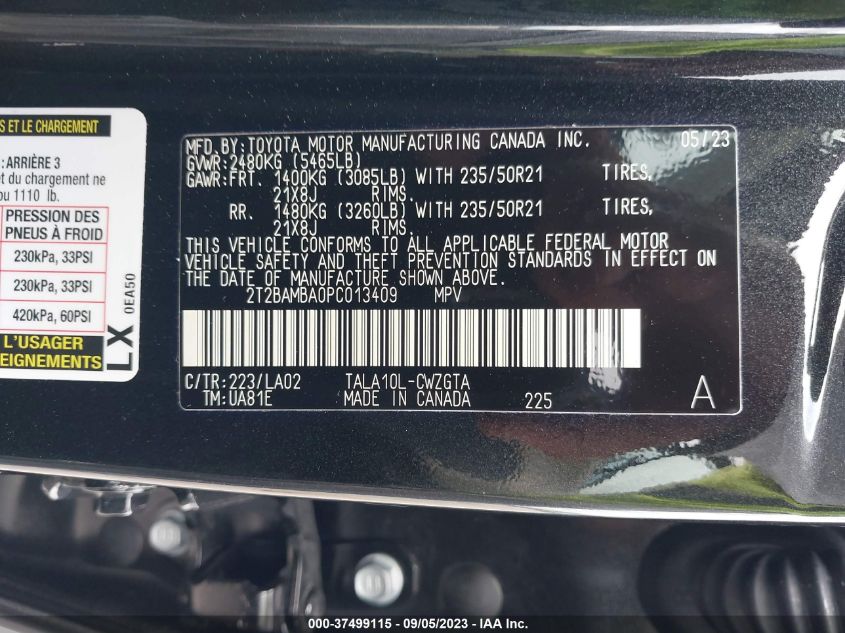 S ET LE CHARGEMENT
: ARRIÈRE 3
t du chargement ne
ou 1110 lb.
PRESSION DES
PNEUS À FROID
230kPa, 33PSI
230kPa, 33PSI
420kPa, 60PSI
L'USAGER
EIGNEMENTS
LX 0EA50
MFD.BY:TOYOTA MOTOR MANUFACTURING CANADA INC. 05/23
GVWR:2480KG (5465LB)
GAWR:FRT. 1400KG (3085LB) WITH 235/50R21 TIRES,
21X8J RIMS.
RR. 1480KG (3260LB) WITH 235/50R21 TIRES,
21X8J RIMS.
THIS VEHICLE CONFORMS TO ALL APPLICABLE FEDERAL MOTOR
VEHICLE SAFETY AND THEFT PREVENTION STANDARDS IN EFFECT ON
THE DATE OF MANUFACTURE SHOWN ABOVE.
2T2BAMBA0PC013409 MPV
C/TR:223/LA02 TALA10L-CWZGTA
TM:UA81E MADE IN CANADA 225 A
000-37499115 - 09/05/2023 - IAA Inc.